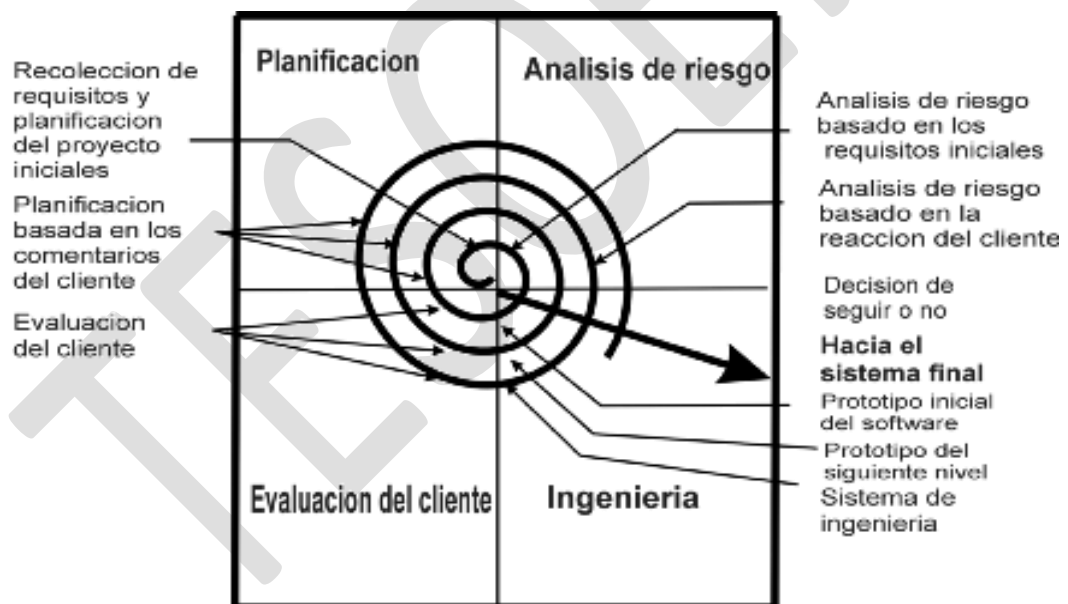 Planificacion
Analisis de riesgo
Recoleccion de
requisitos y
planificacion
del proyecto
iniciales
Planificacion
basada en los
comentarios
del cliente
Evaluacion
del cliente
Analisis de riesgo
basado en los
requisitos iniciales
Analisis de riesgo
basado en la
reaccion del cliente
Decision de
seguir o no
Hacia el
sistema final
Prototipo inicial
del software
Prototipo del
siguiente nivel
Sistema de
ingenieria
Evaluacion del cliente
Ingenieria